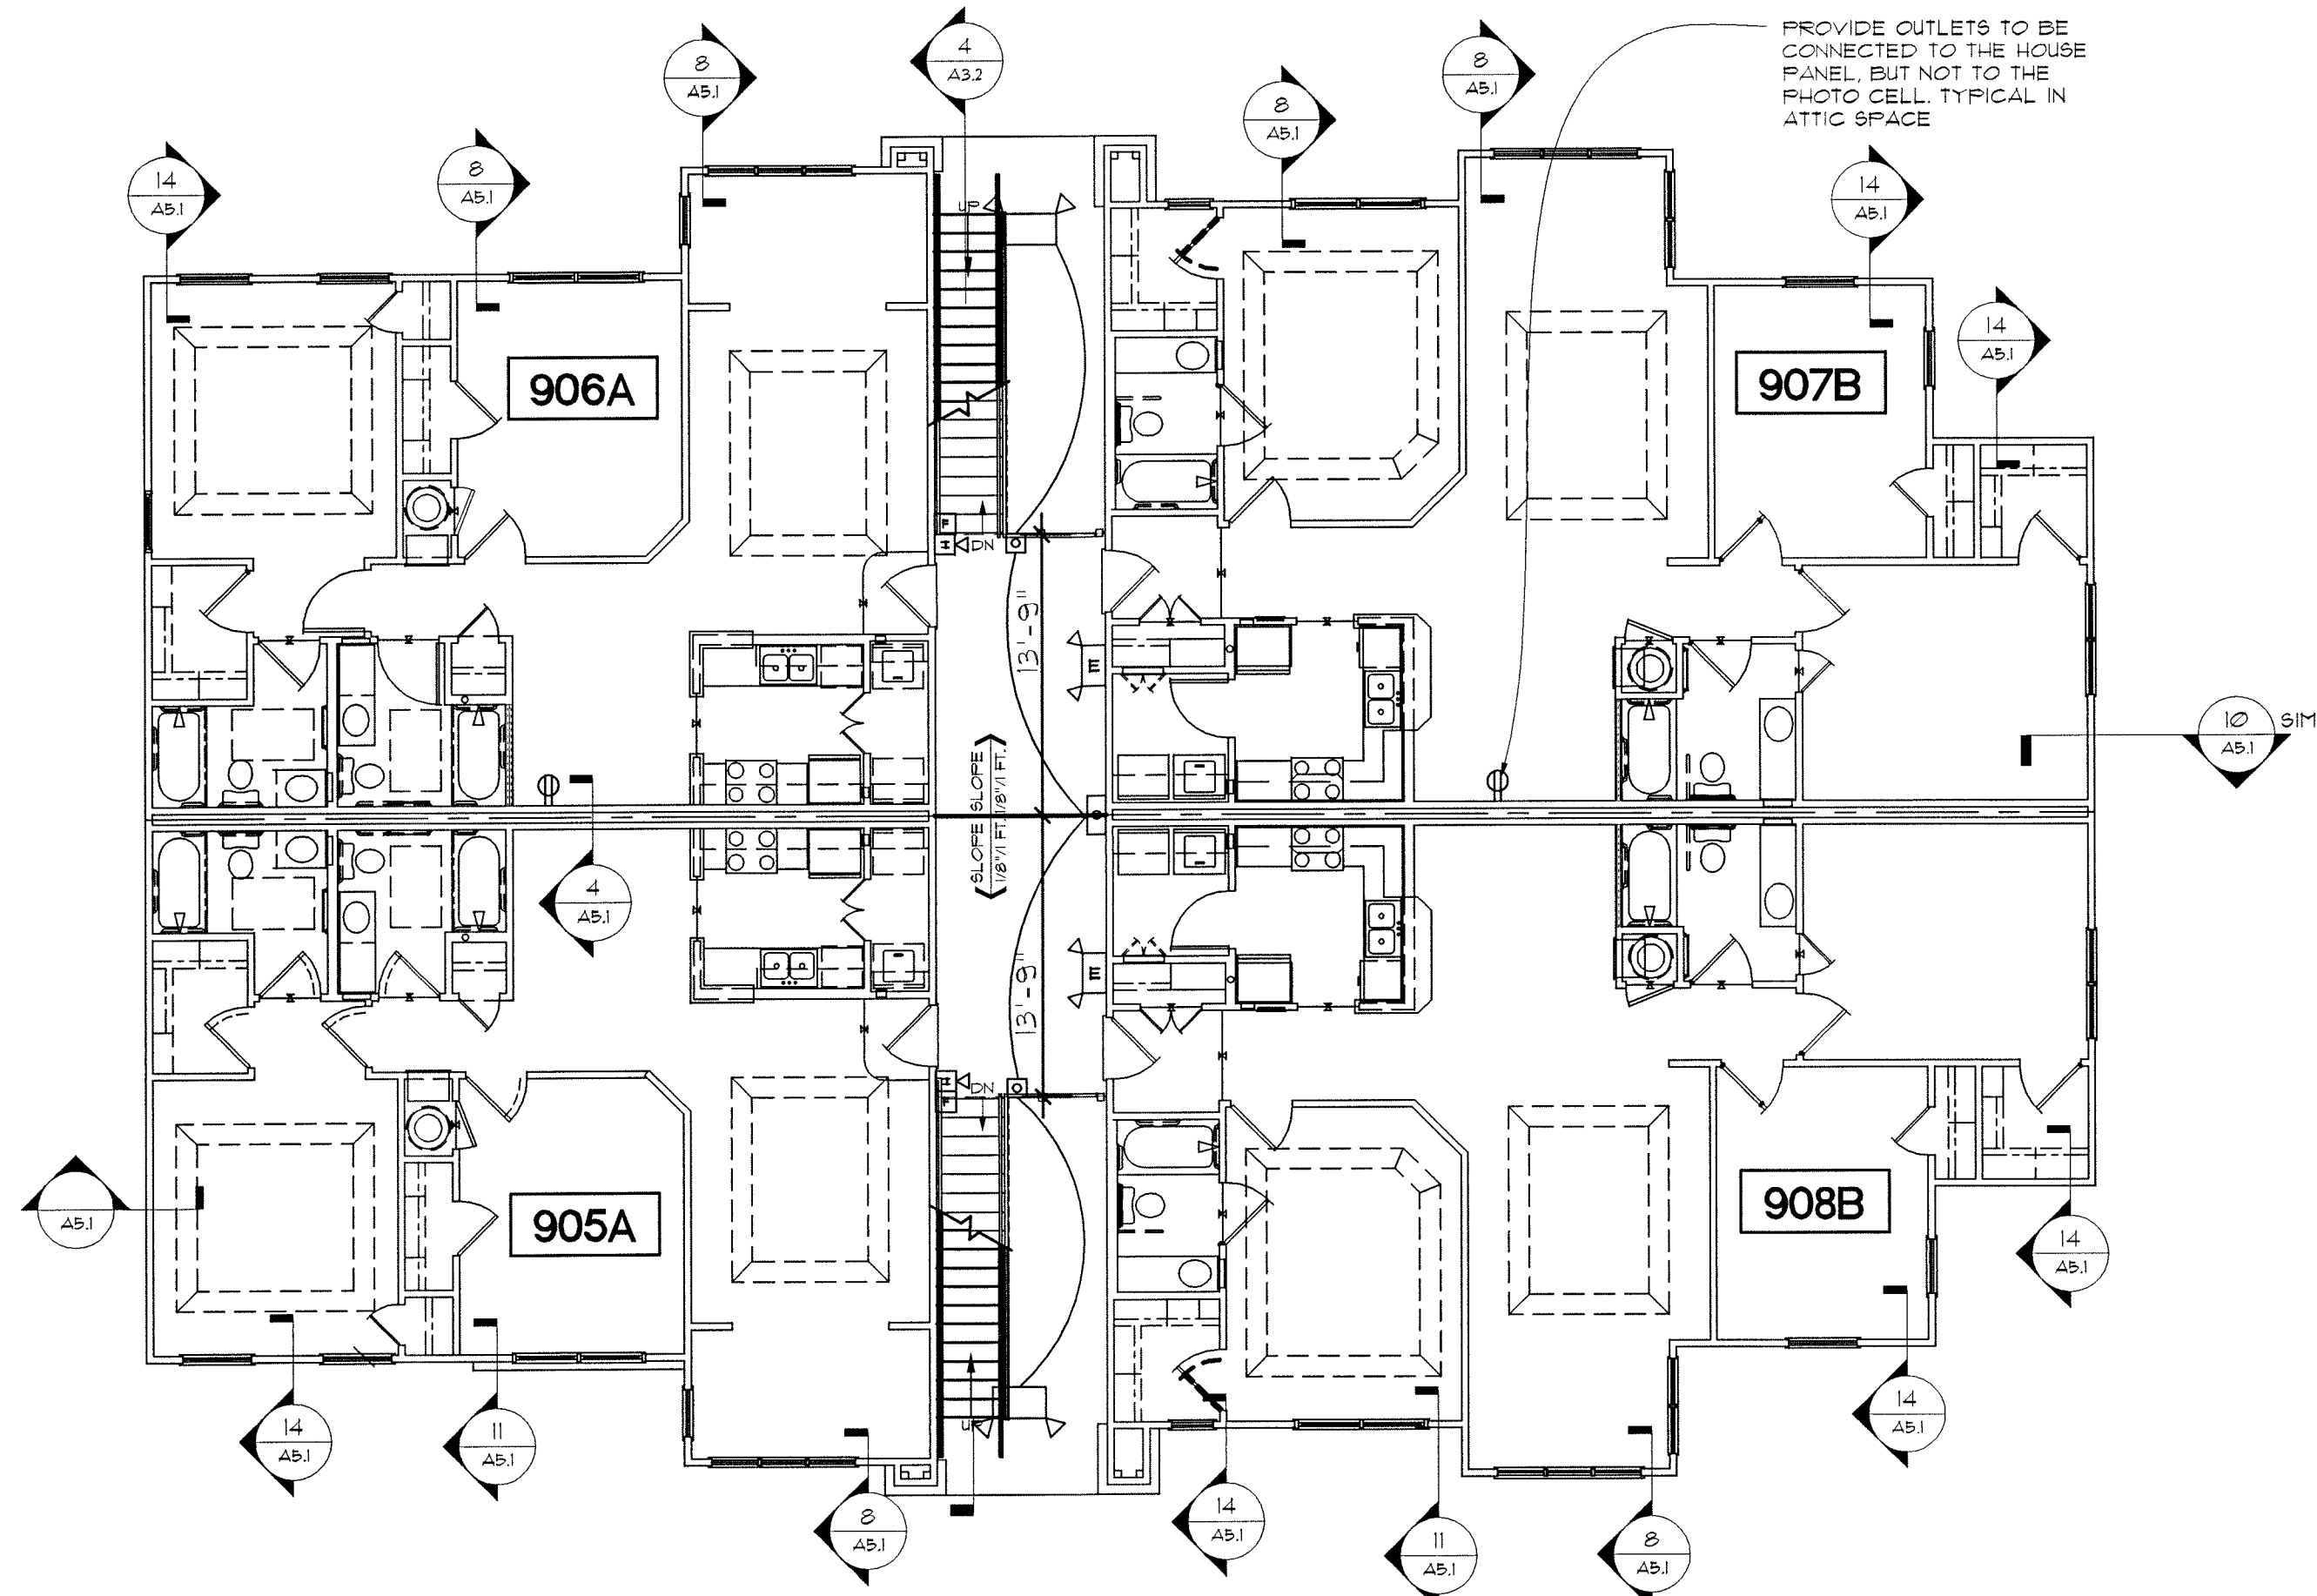 PROVIDE OUTLETS TO BE
CONNECTED TO THE HOUSE
PANEL, BUT NOT TO THE
PHOTO CELL. TYPICAL IN
ATTIC SPACE
4
A3.2
8
A5.1
8
A5.1
8
A5.1
8
A5.1
14
A5.1
14
A5.1
14
A5.1
UP
906A
907B
F
H
DN
13'-9"
E
10
A5.1
SIM
SLOPE SLOPE
1/8"/1 FT. 1/8"/1 FT.
4
A5.1
E
13'-9"
H
F
DN
A5.1
905A
908B
14
A5.1
UP
14
A5.1
11
A5.1
8
A5.1
14
A5.1
11
A5.1
8
A5.1
14
A5.1